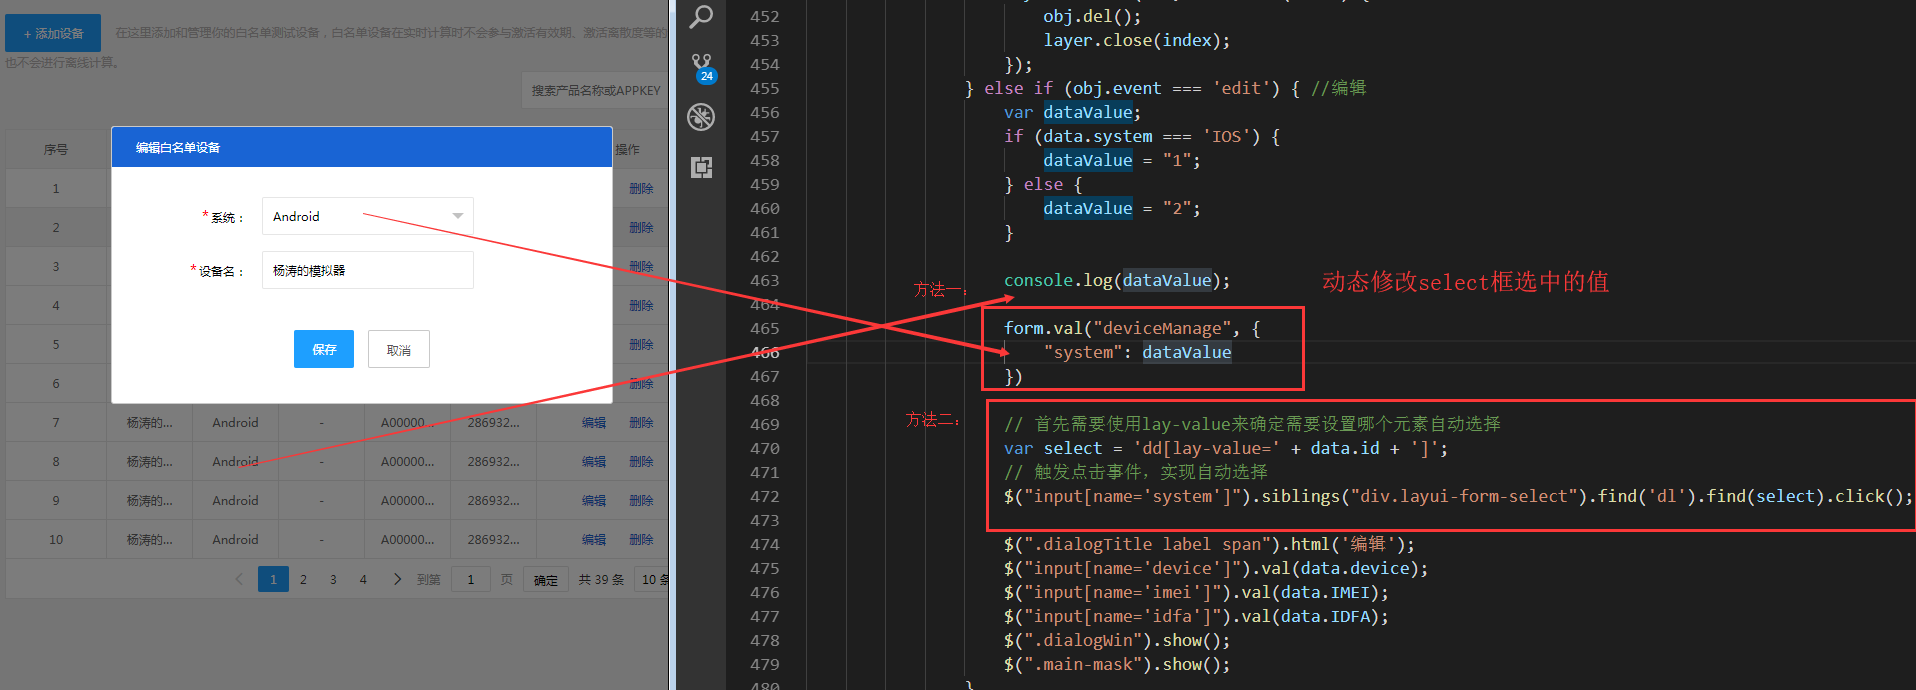 + 添加设备
在这里添加和管理你的白名单测试设备，白名单设备在实时计算时不会参与激活有效期、激活离散度等的
也不会进行离线计算。
搜索产品名称或APPKEY
序号
操作
编辑白名单设备
*系统：
Android
*设备名：
杨涛的模拟器
保存
取消
1 删除
2 删除
3 删除
4 删除
5 删除
6 删除
7 杨涛的... Android - A00000... 286932... 编辑 删除
8 杨涛的... Android - A00000... 286932... 编辑 删除
9 杨涛的... Android - A00000... 286932... 编辑 删除
10 杨涛的... Android - A00000... 286932... 编辑 删除
1 2 3 4 到第 1 页 确定 共 39 条 10 条
24
452 obj.del();
453 layer.close(index);
454 });
455 } else if (obj.event === 'edit') { //编辑
456 var dataValue;
457 if (data.system === 'IOS') {
458 dataValue = "1";
459 } else {
460 dataValue = "2";
461 }
462
463 console.log(dataValue);
动态修改select框选中的值
方法一：
464
465 form.val("deviceManage", {
466 "system": dataValue
467 })
468
方法二：
469 // 首先需要使用lay-value来确定需要设置哪个元素自动选择
470 var select = 'dd[lay-value=' + data.id + ']';
471 // 触发点击事件，实现自动选择
472 $("input[name='system']").siblings("div.layui-form-select").find('dl').find(select).click();
473
474 $(".dialogTitle label span").html('编辑');
475 $("input[name='device']").val(data.device);
476 $("input[name='imei']").val(data.IMEI);
477 $("input[name='idfa']").val(data.IDFA);
478 $(".dialogWin").show();
479 $(".main-mask").show();
480 }